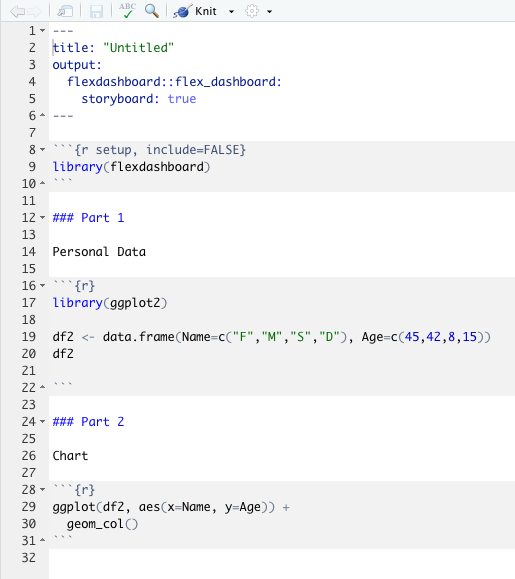 ABC Knit
1 ---
2 title: "Untitled"
3 output:
4   flexdashboard::flex_dashboard:
5     storyboard: true
6 ---
7
8 ```{r setup, include=FALSE}
9 library(flexdashboard)
10 ```
11
12 ### Part 1
13
14 Personal Data
15
16 ```{r}
17 library(ggplot2)
18
19 df2 <- data.frame(Name=c("F","M","S","D"), Age=c(45,42,8,15))
20 df2
21
22 ```
23
24 ### Part 2
25
26 Chart
27
28 ```{r}
29 ggplot(df2, aes(x=Name, y=Age)) +
30   geom_col()
31 ```
32